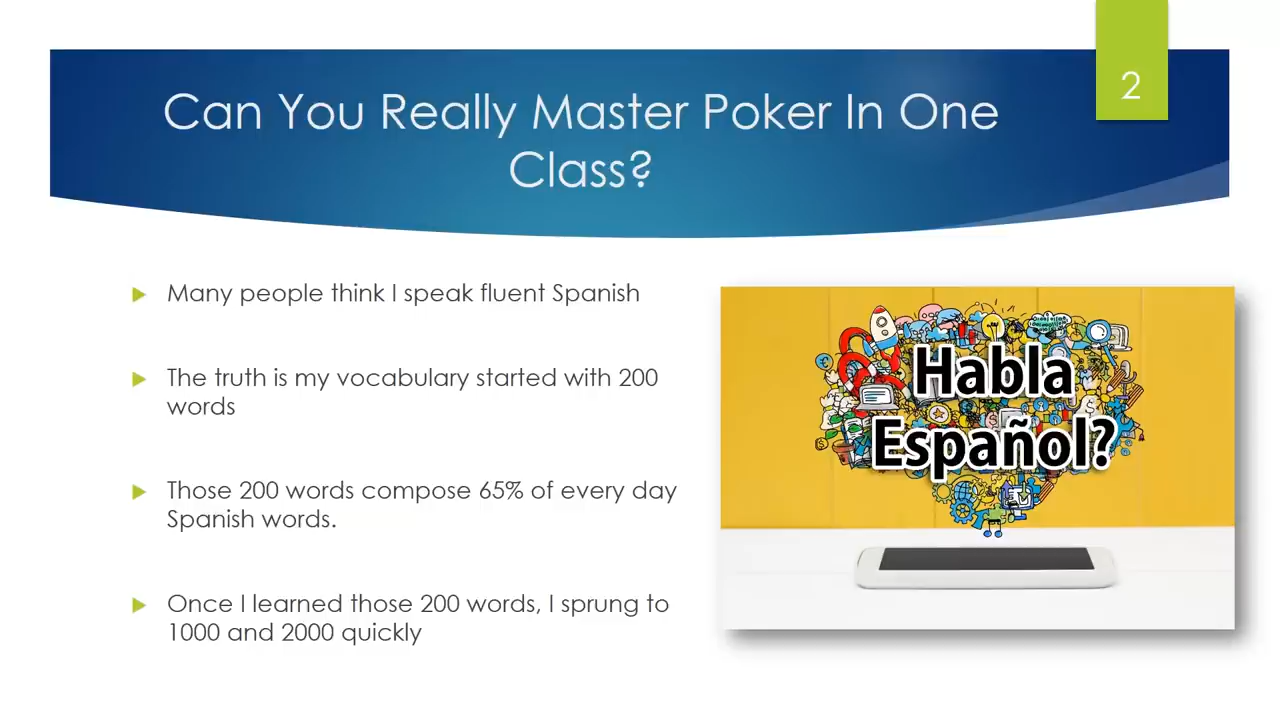 2
Can You Really Master Poker In One
Class?
Many people think I speak fluent Spanish
The truth is my vocabulary started with 200
words
Those 200 words compose 65% of every day
Spanish words.
Once I learned those 200 words, I sprung to
1000 and 2000 quickly
Habla
Español?